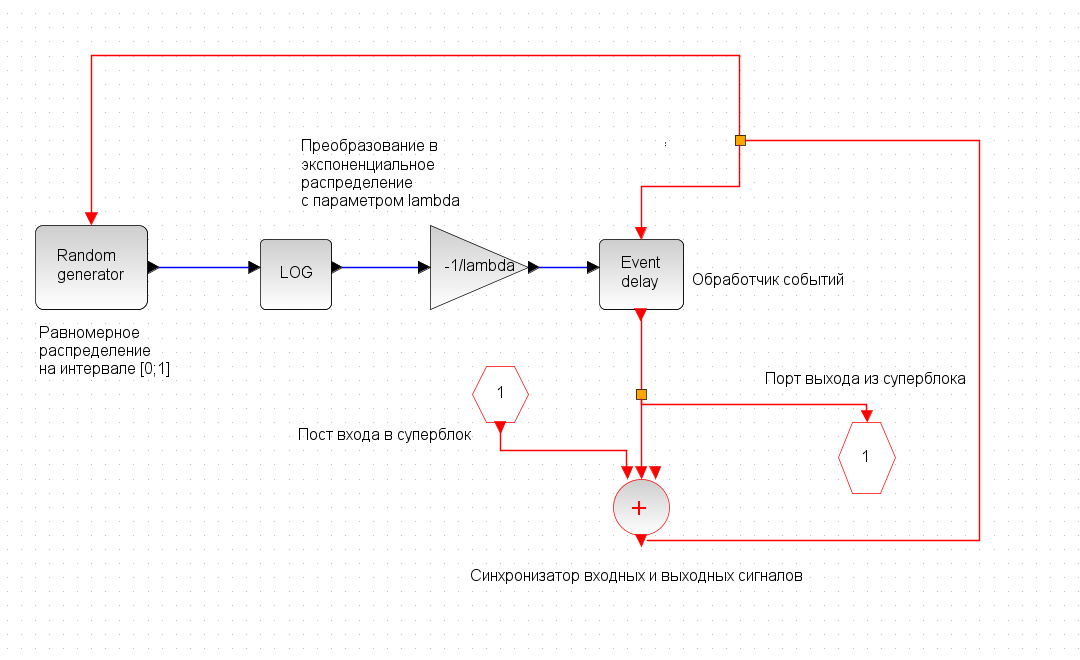 Преобразование в
экспоненциальное
распределение
с параметром lambda
Random
generator
LOG
-1/lambda
Event
delay
Обработчик событий
Равномерное
распределение
на интервале [0;1]
1
Порт выхода из суперблока
Пост входа в суперблок
1
+
Синхронизатор входных и выходных сигналов